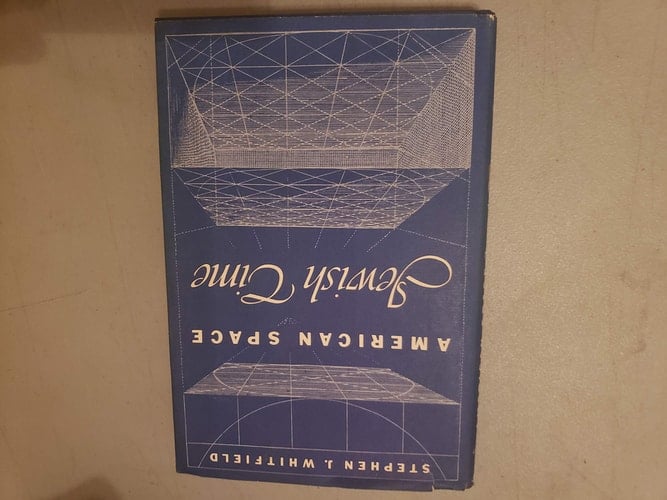 STEPHEN J. WHITFIELD
AMERICAN SPACE
Jewish Time